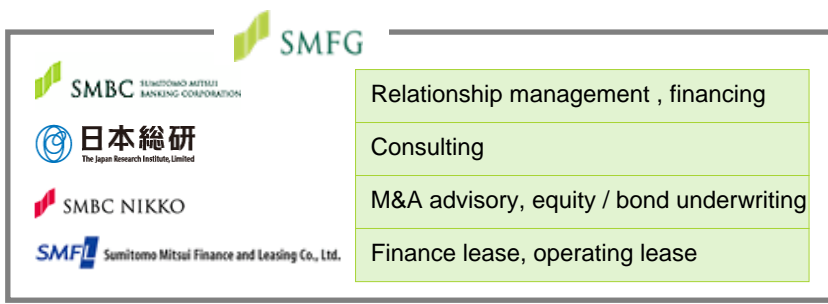 SMFG
SMBC SUMITOMO MITSUI BANKING CORPORATION
Relationship management , financing
日本総研
The Japan Research Institute, Limited
Consulting
SMBC NIKKO
M&A advisory, equity / bond underwriting
SMFL Sumitomo Mitsui Finance and Leasing Co., Ltd.
Finance lease, operating lease